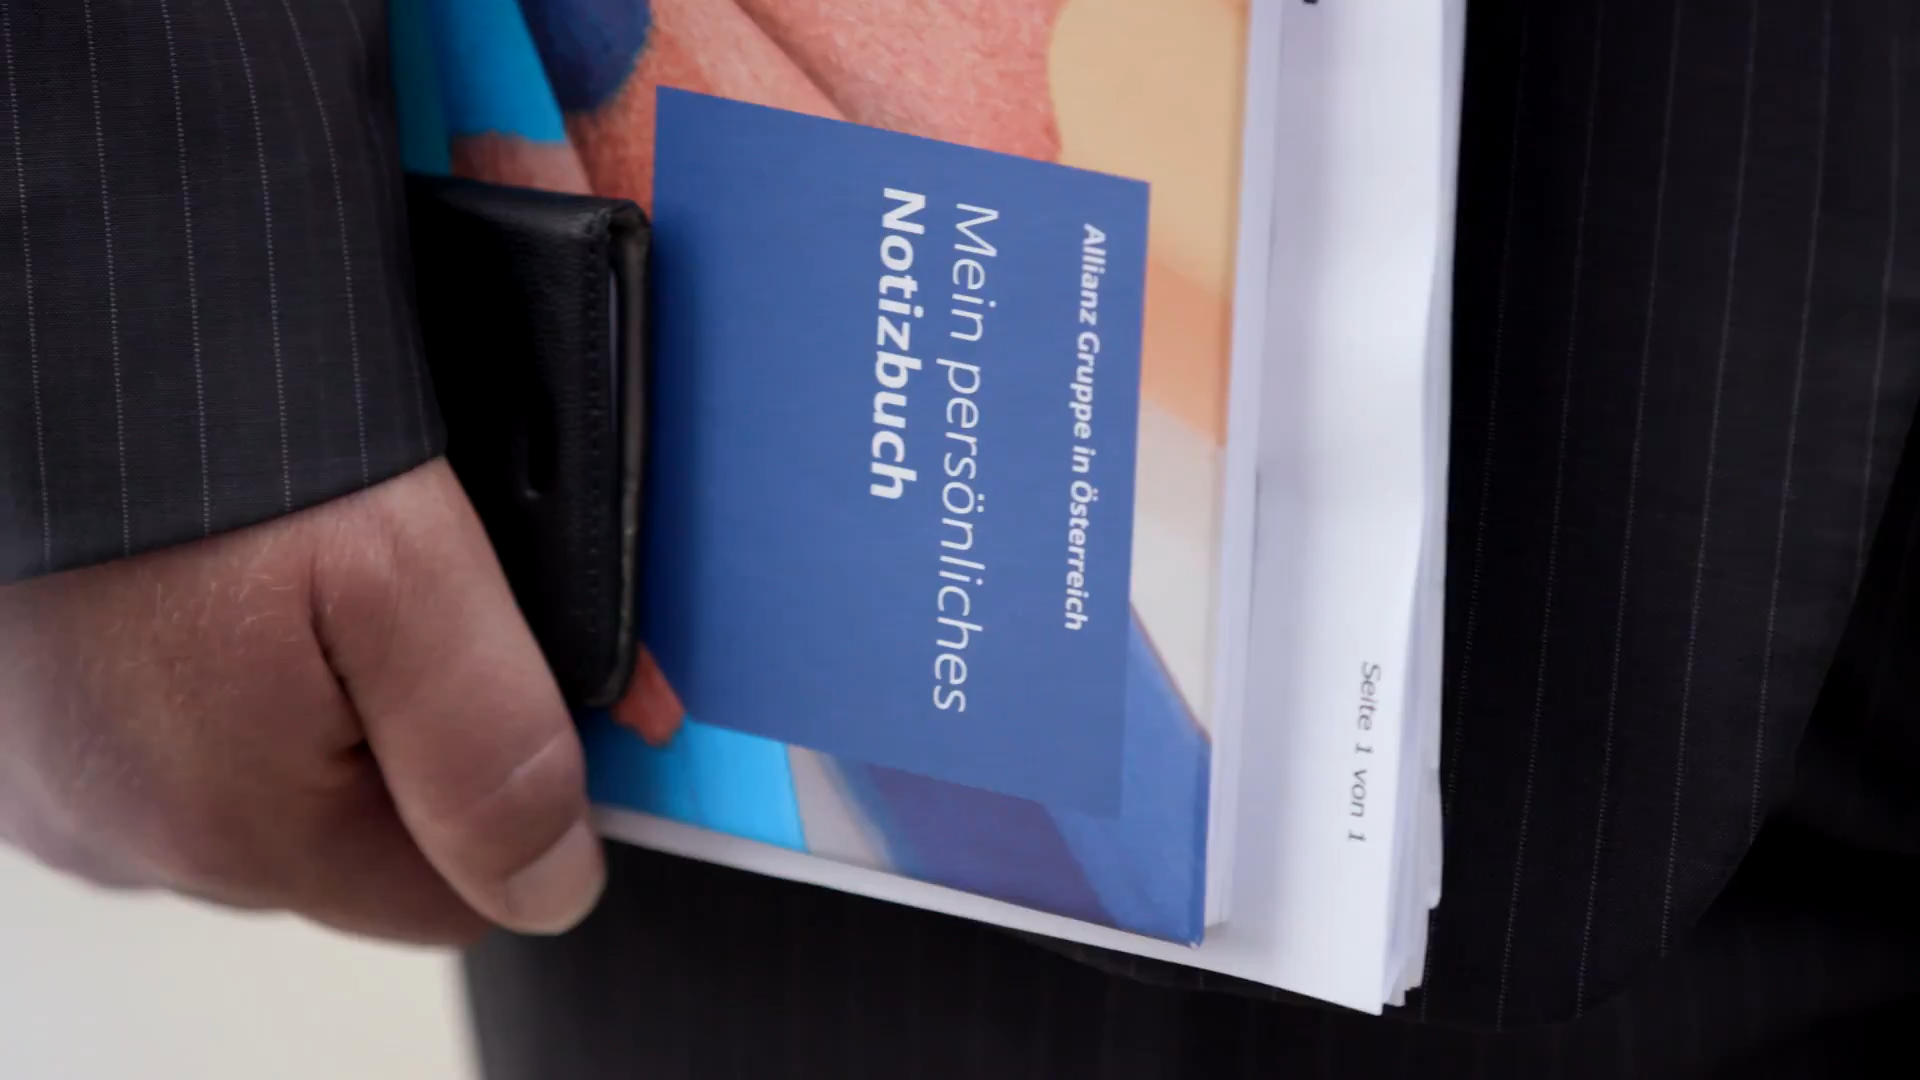 Allianz Gruppe in Österreich
Mein persönliches
Notizbuch
Seite 1 von 1